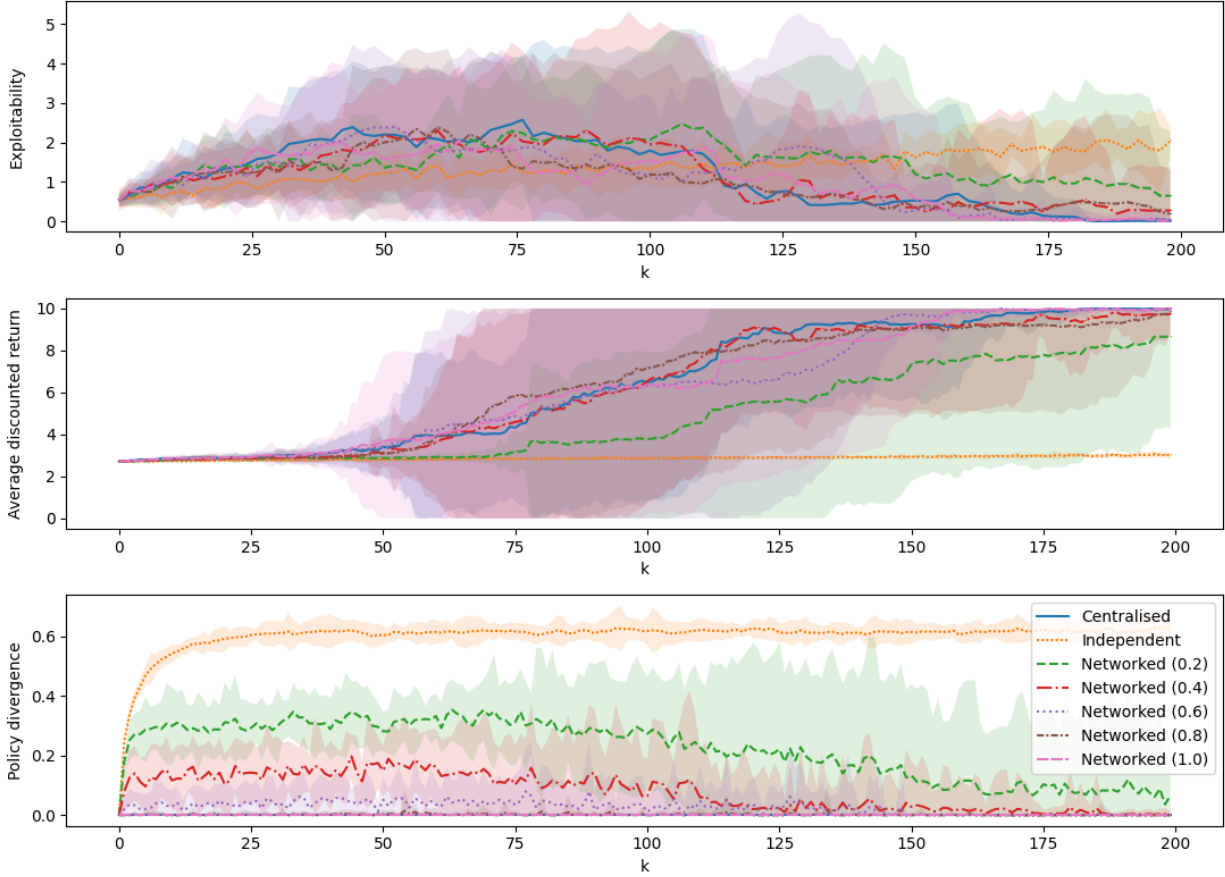 Exploitability
5
4
3
2
1
0
0 25 50 75 100 125 150 175 200
k
Average discounted return
10
8
6
4
2
0
0 25 50 75 100 125 150 175 200
k
Policy divergence
0.6
0.4
0.2
0.0
0 25 50 75 100 125 150 175 200
k
Centralised
Independent
Networked (0.2)
Networked (0.4)
Networked (0.6)
Networked (0.8)
Networked (1.0)